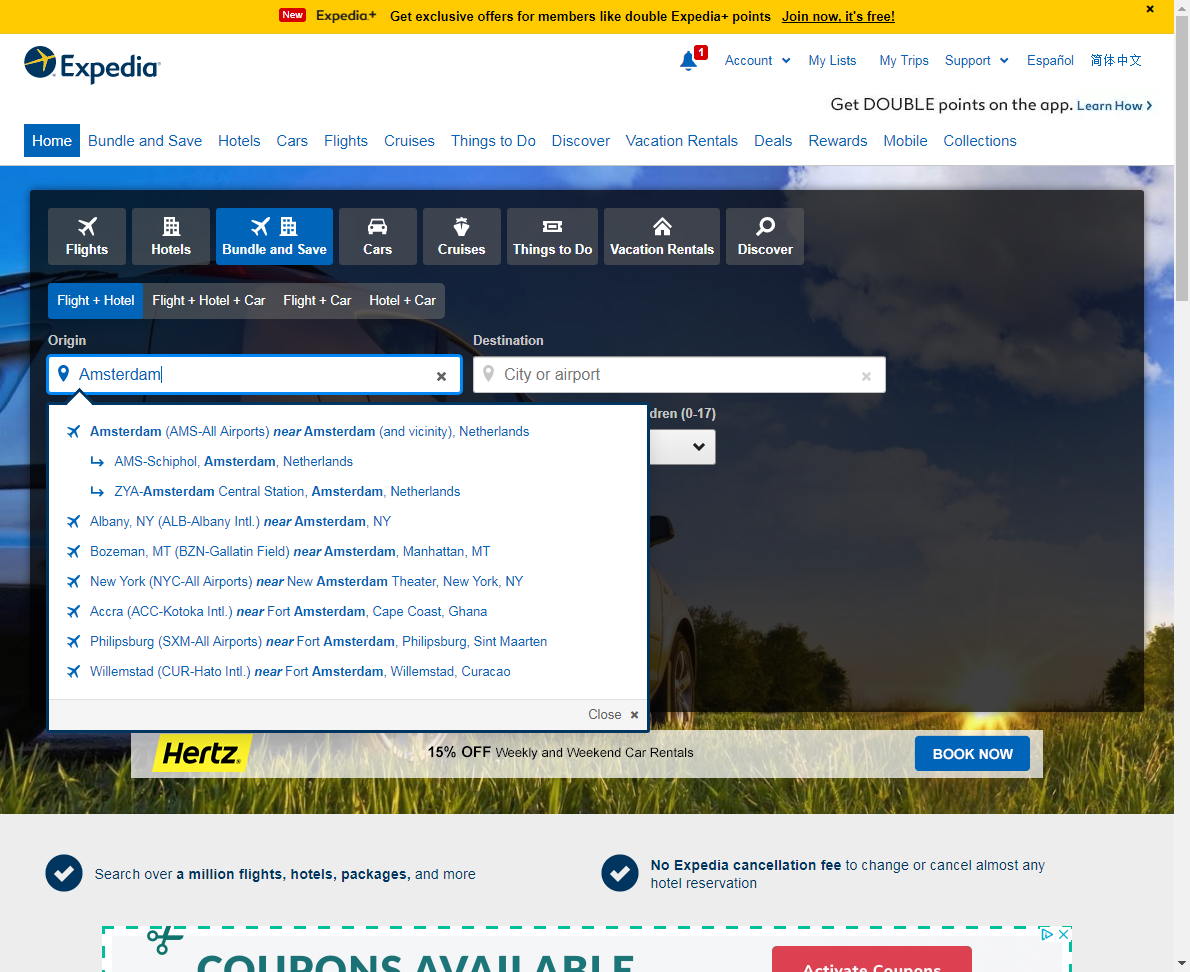 New Expedia+ Get exclusive offers for members like double Expedia+ points Join now, it's free!
Expedia
1
Account My Lists My Trips Support Español 简体中文
Get DOUBLE points on the app. Learn How
Home Bundle and Save Hotels Cars Flights Cruises Things to Do Discover Vacation Rentals Deals Rewards Mobile Collections
Flights Hotels Bundle and Save Cars Cruises Things to Do Vacation Rentals Discover
Flight + Hotel Flight + Hotel + Car Flight + Car Hotel + Car
Origin Destination
Amsterdam City or airport
dren (0-17)
Amsterdam (AMS-All Airports) near Amsterdam (and vicinity), Netherlands
AMS-Schiphol, Amsterdam, Netherlands
ZYA-Amsterdam Central Station, Amsterdam, Netherlands
Albany, NY (ALB-Albany Intl.) near Amsterdam, NY
Bozeman, MT (BZN-Gallatin Field) near Amsterdam, Manhattan, MT
New York (NYC-All Airports) near New Amsterdam Theater, New York, NY
Accra (ACC-Kotoka Intl.) near Fort Amsterdam, Cape Coast, Ghana
Philipsburg (SXM-All Airports) near Fort Amsterdam, Philipsburg, Sint Maarten
Willemstad (CUR-Hato Intl.) near Fort Amsterdam, Willemstad, Curacao
Close
Hertz. 15% OFF Weekly and Weekend Car Rentals BOOK NOW
Search over a million flights, hotels, packages, and more
No Expedia cancellation fee to change or cancel almost any
hotel reservation
COUPONS AVAILABLE
Activate Coupons